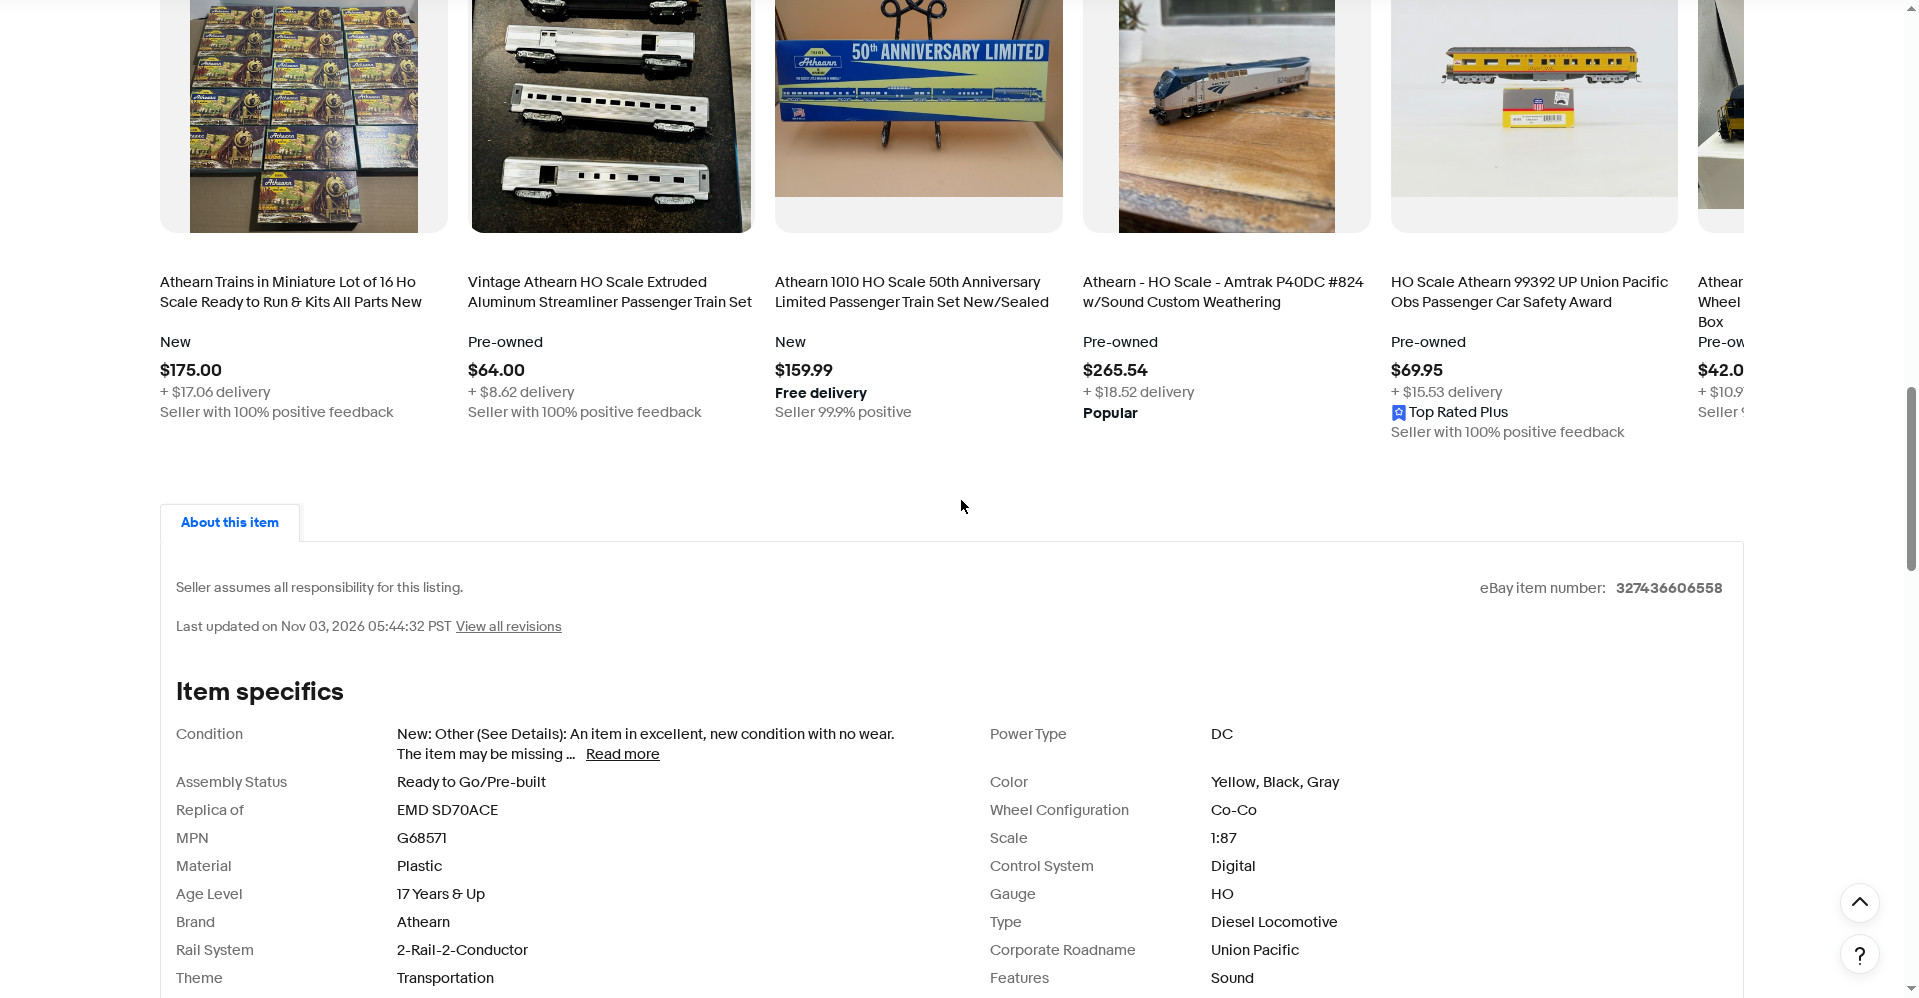 50th ANNIVERSARY LIMITED
Athearn
Athearn Trains in Miniature Lot of 16 Ho
Scale Ready to Run & Kits All Parts New
New
$175.00
+ $17.06 delivery
Seller with 100% positive feedback
Vintage Athearn HO Scale Extruded
Aluminum Streamliner Passenger Train Set
Pre-owned
$64.00
+ $8.62 delivery
Seller with 100% positive feedback
Athearn 1010 HO Scale 50th Anniversary
Limited Passenger Train Set New/Sealed
New
$159.99
Free delivery
Seller 99.9% positive
Athearn - HO Scale - Amtrak P40DC #824
w/Sound Custom Weathering
Pre-owned
$265.54
+ $18.52 delivery
Popular
HO Scale Athearn 99392 UP Union Pacific
Obs Passenger Car Safety Award
Pre-owned
$69.95
+ $15.53 delivery
Top Rated Plus
Seller with 100% positive feedback
Athear
Wheel
Box
Pre-ow
$42.0
+ $10.9
Seller
About this item
Seller assumes all responsibility for this listing.
eBay item number: 327436606558
Last updated on Nov 03, 2026 05:44:32 PST View all revisions
Item specifics
Condition
New: Other (See Details): An item in excellent, new condition with no wear.
The item may be missing ... Read more
Power Type
DC
Assembly Status
Ready to Go/Pre-built
Color
Yellow, Black, Gray
Replica of
EMD SD70ACE
Wheel Configuration
Co-Co
MPN
G68571
Scale
1:87
Material
Plastic
Control System
Digital
Age Level
17 Years & Up
Gauge
HO
Brand
Athearn
Type
Diesel Locomotive
Rail System
2-Rail-2-Conductor
Corporate Roadname
Union Pacific
Theme
Transportation
Features
Sound
?